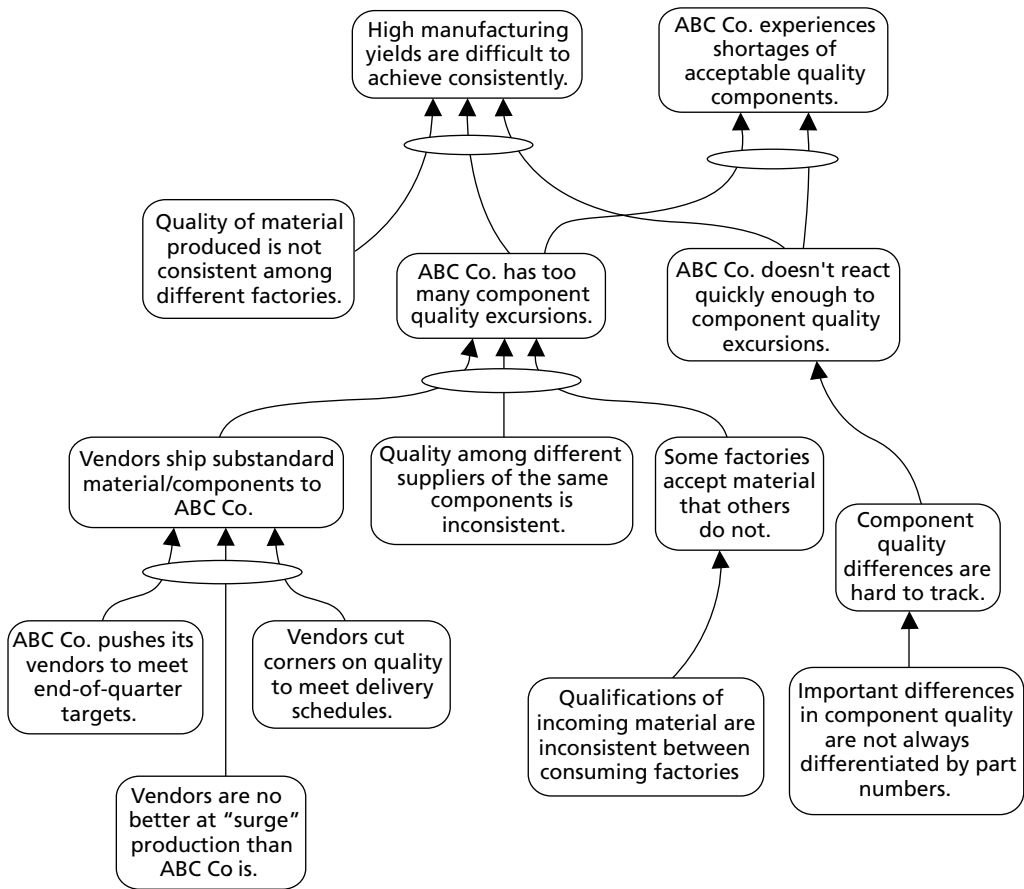 High manufacturing
yields are difficult to
achieve consistently.
ABC Co. experiences
shortages of
acceptable quality
components.
Quality of material
produced is not
consistent among
different factories.
ABC Co. has too
many component
quality excursions.
ABC Co. doesn't react
quickly enough to
component quality
excursions.
Vendors ship substandard
material/components to
ABC Co.
Quality among different
suppliers of the same
components is
inconsistent.
Some factories
accept material
that others
do not.
Component
quality
differences are
hard to track.
ABC Co. pushes its
vendors to meet
end-of-quarter
targets.
Vendors cut
corners on quality
to meet delivery
schedules.
Qualifications of
incoming material are
inconsistent between
consuming factories
Important differences
in component quality
are not always
differentiated by part
numbers.
Vendors are no
better at “surge”
production than
ABC Co is.